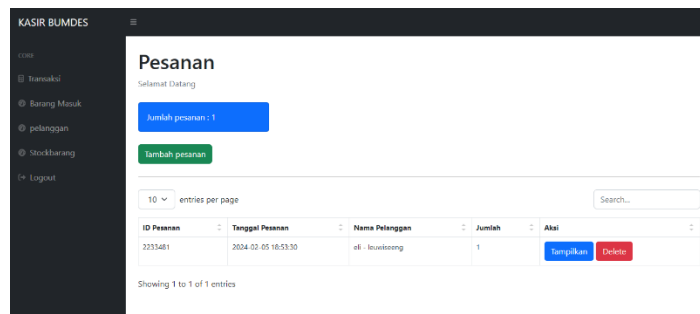 KASIR BUMDES
CORE
Transaksi
Barang Masuk
pelanggan
Stockbarang
Logout
Pesanan
Selamat Datang
Jumlah pesanan : 1
Tambah pesanan
10 entries per page
Search...
ID Pesanan Tanggal Pesanan Nama Pelanggan Jumlah Aksi
2233481 2024-02-05 18:53:30 eli - leuwiseeng 1 Tampilkan Delete
Showing 1 to 1 of 1 entries